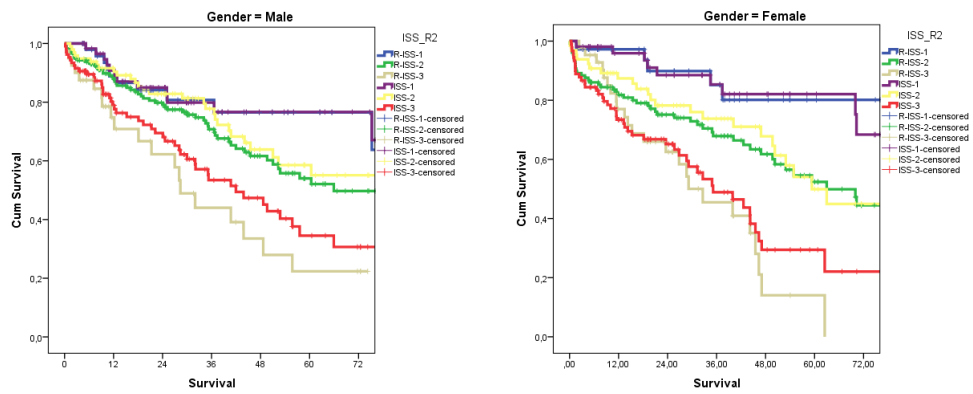 Gender = Male
Cum Survival
1,0
0,8
0,6
0,4
0,2
0,0
0
12
24
36
48
60
72
Survival
ISS_R2
R-ISS-1
R-ISS-2
R-ISS-3
ISS-1
ISS-2
ISS-3
R-ISS-1-censored
R-ISS-2-censored
R-ISS-3-censored
ISS-1-censored
ISS-2-censored
ISS-3-censored
Gender = Female
Cum Survival
1,0
0,8
0,6
0,4
0,2
0,0
,00
12,00
24,00
36,00
48,00
60,00
72,00
Survival
ISS_R2
R-ISS-1
R-ISS-2
R-ISS-3
ISS-1
ISS-2
ISS-3
R-ISS-1-censored
R-ISS-2-censored
R-ISS-3-censored
ISS-1-censored
ISS-2-censored
ISS-3-censored